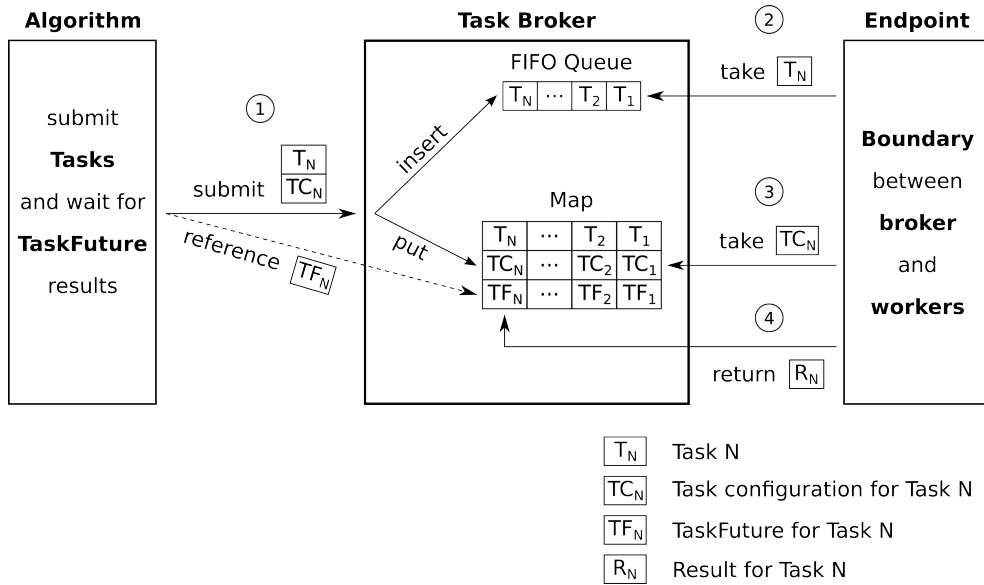 Algorithm
submit
Tasks
and wait for
TaskFuture
results
1
submit
T_N
TC_N
reference TF_N
Task Broker
FIFO Queue
T_N ... T_2 T_1
insert
put
Map
T_N ... T_2 T_1
TC_N ... TC_2 TC_1
TF_N ... TF_2 TF_1
2
take T_N
3
take TC_N
4
return R_N
Endpoint
Boundary
between
broker
and
workers
T_N Task N
TC_N Task configuration for Task N
TF_N TaskFuture for Task N
R_N Result for Task N